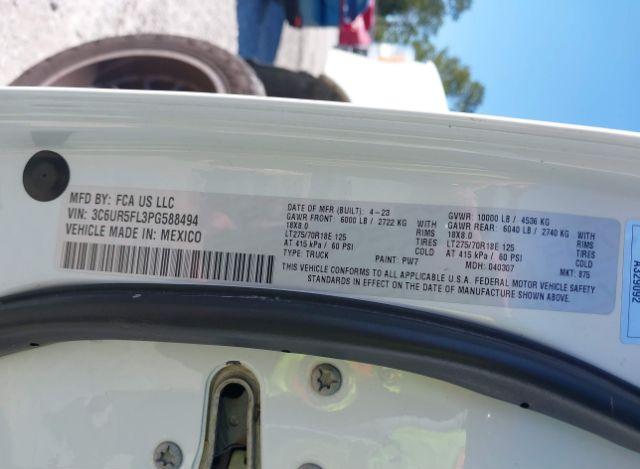 MFD BY: FCA US LLC
VIN: 3C6UR5FL3PG588494
VEHICLE MADE IN: MEXICO
DATE OF MFR (BUILT): 4-23 GVWR: 10000 LB / 4536 KG
GAWR FRONT: 6000 LB / 2722 KG WITH GAWR REAR: 6040 LB / 2740 KG WITH
18X8.0 RIMS 18X8.0 RIMS
LT275/70R18E 125 TIRES LT275/70R18E 125 TIRES
AT 415 kPa / 60 PSI COLD AT 415 kPa / 60 PSI COLD
TYPE: TRUCK PAINT: PW7 MDH: 040307 MKT: 875
THIS VEHICLE CONFORMS TO ALL APPLICABLE U.S.A. FEDERAL MOTOR VEHICLE SAFETY
STANDARDS IN EFFECT ON THE DATE OF MANUFACTURE SHOWN ABOVE.